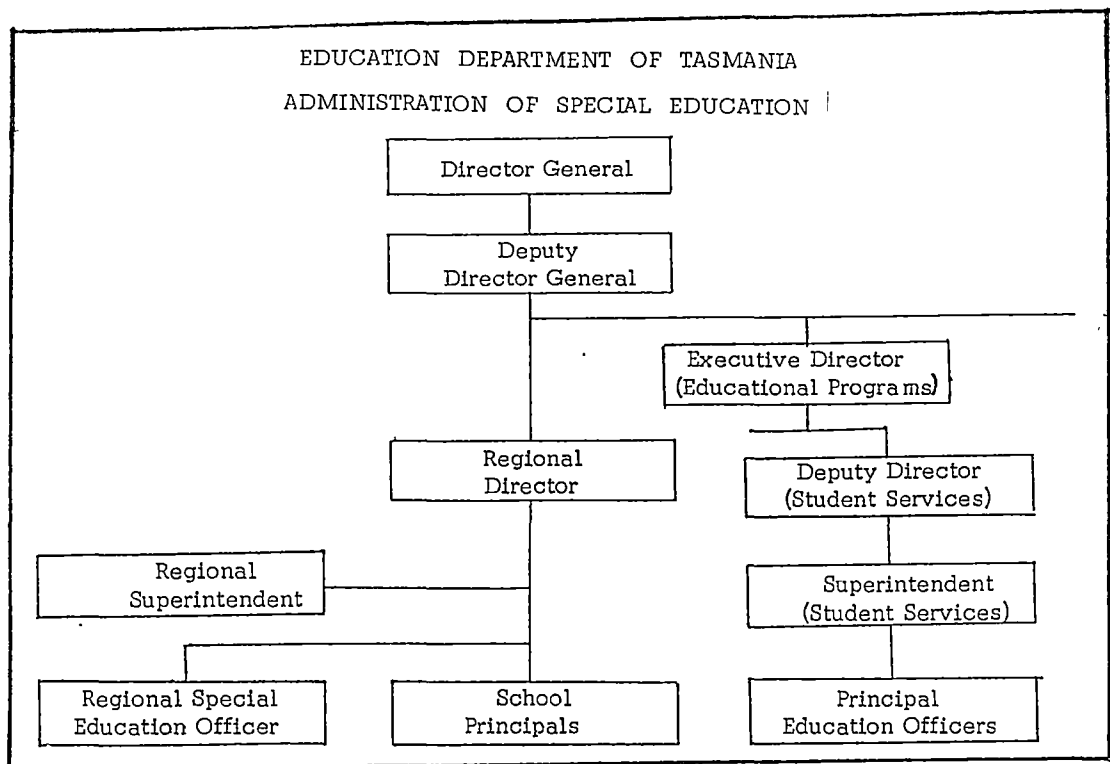 EDUCATION DEPARTMENT OF TASMANIA
ADMINISTRATION OF SPECIAL EDUCATION
Director General
Deputy
Director General
Executive Director
(Educational Programs)
Regional
Director
Deputy Director
(Student Services)
Regional
Superintendent
Superintendent
(Student Services)
Regional Special
Education Officer
School
Principals
Principal
Education Officers